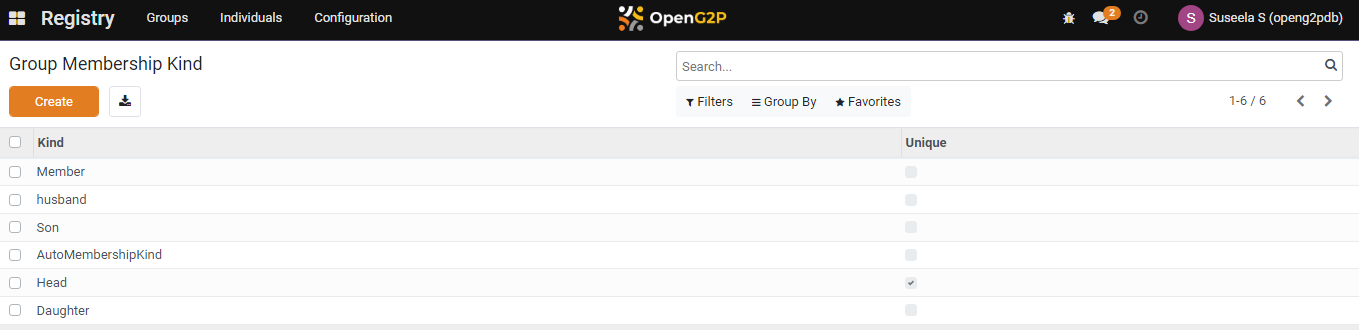 Registry Groups Individuals Configuration OpenG2P 2 S Suseela S (openg2pdb)
Group Membership Kind Search...
Create Filters Group By Favorites 1-6 / 6
Kind Unique
Member
husband
Son
AutoMembershipKind
Head
Daughter